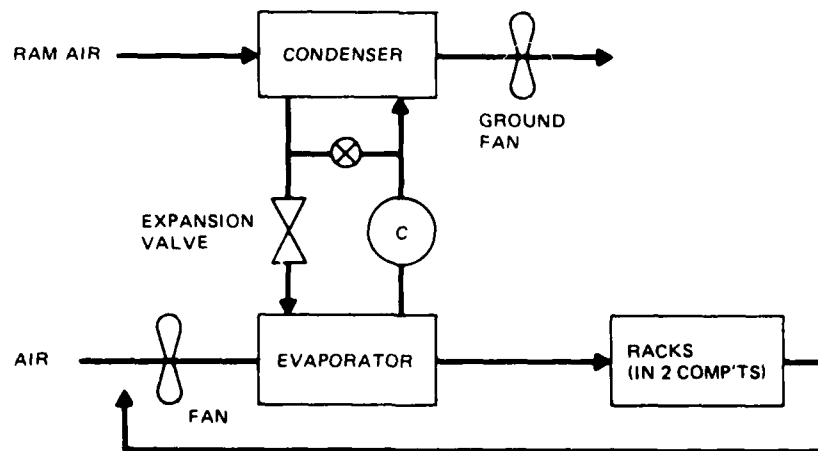 RAM AIR
CONDENSER
GROUND
FAN
EXPANSION
VALVE
C
AIR
FAN
EVAPORATOR
RACKS
(IN 2 COMP'TS)